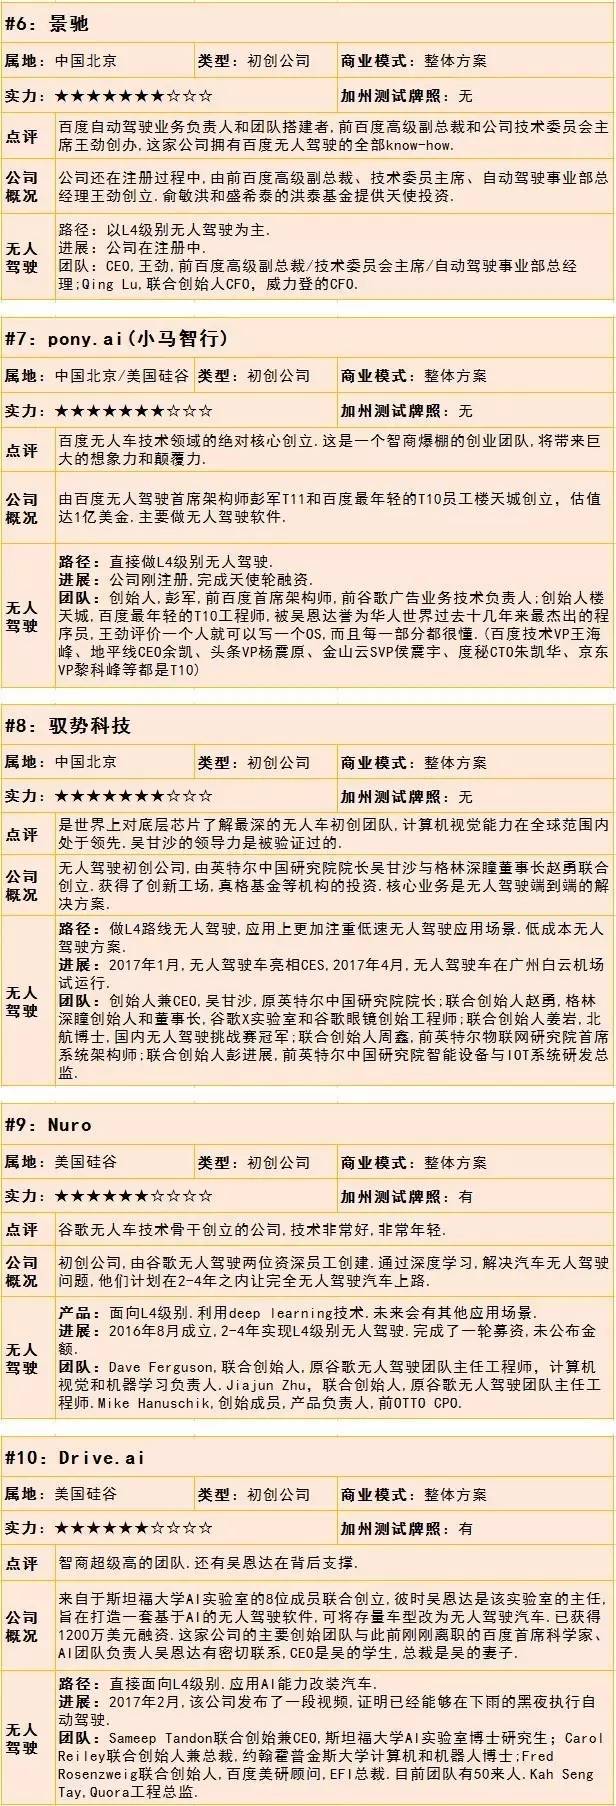 #6: 景驰
属地: 中国北京 类型: 初创公司 商业模式: 整体方案
实力: ★★★★★★★☆☆☆ 加州测试牌照: 无
点评 百度自动驾驶业务负责人和团队搭建者,前百度高级副总裁和公司技术委员会主
席王劲创办,这家公司拥有百度无人驾驶的全部know-how.
公司概况 公司还在注册过程中,由前百度高级副总裁、技术委员主席、自动驾驶事业部总
经理王劲创立.俞敏洪和盛希泰的洪泰基金提供天使投资.
无人驾驶 路径: 以L4级别无人驾驶为主.
进展: 公司在注册中.
团队: CEO,王劲,前百度高级副总裁/技术委员会主席/自动驾驶事业部总经
理;Qing Lu,联合创始人CFO, 威力登的CFO.
#7: pony.ai(小马智行)
属地: 中国北京/美国硅谷 类型: 初创公司 商业模式: 整体方案
实力: ★★★★★★★☆☆☆ 加州测试牌照: 无
点评 百度无人车技术领域的绝对核心创立.这是一个智商爆棚的创业团队,将带来巨
大的想象力和颠覆力.
公司概况 由百度无人驾驶首席架构师彭军T11和百度最年轻的T10员工楼天城创立, 估值
达1亿美金.主要做无人驾驶软件.
无人驾驶 路径: 直接做L4级别无人驾驶.
进展: 公司刚注册,完成天使轮融资.
团队: 创始人,彭军,前百度首席架构师,前谷歌广告业务技术负责人;创始人楼
天城,百度最年轻的T10工程师,被吴恩达誉为华人世界过去十几年来最杰出的程
序员,王劲评价一个人就可以写一个OS,而且每一部分都很懂.(百度技术VP王海
峰、地平线CEO余凯、头条VP杨震原、金山云SVP侯震宇、度秘CTO朱凯华、京东
VP黎科峰等都是T10)
#8: 驭势科技
属地: 中国北京 类型: 初创公司 商业模式: 整体方案
实力: ★★★★★★★☆☆☆ 加州测试牌照: 无
点评 是世界上对底层芯片了解最深的无人车初创团队,计算机视觉能力在全球范围内
处于领先.吴甘沙的领导力是被验证过的.
公司概况 无人驾驶初创公司,由英特尔中国研究院院长吴甘沙与格林深瞳董事长赵勇联合
创立.获得了创新工场,真格基金等机构的投资.核心业务是无人驾驶端到端的解
决方案.
无人驾驶 路径: 做L4路线无人驾驶,应用上更加注重低速无人驾驶应用场景.低成本无人
驾驶方案.
进展: 2017年1月,无人驾驶车亮相CES,2017年4月,无人驾驶车在广州白云机场
试运行.
团队: 创始人兼CEO,吴甘沙,原英特尔中国研究院院长;联合创始人赵勇,格林
深瞳创始人和董事长,谷歌X实验室和谷歌眼镜创始工程师;联合创始人姜岩,北
航博士,国内无人驾驶挑战赛冠军;联合创始人周鑫,前英特尔物联网研究院首席
系统架构师;联合创始人彭进展,前英特尔中国研究院智能设备与IOT系统研发总
监.
#9: Nuro
属地: 美国硅谷 类型: 初创公司 商业模式: 整体方案
实力: ★★★★★★☆☆☆☆ 加州测试牌照: 有
点评 谷歌无人车技术骨干创立的公司,技术非常好,非常年轻.
公司概况 初创公司,由谷歌无人驾驶两位资深员工创建.通过深度学习,解决汽车无人驾驶
问题,他们计划在2-4年之内让完全无人驾驶汽车上路.
无人驾驶 产品: 面向L4级别.利用deep learning技术.未来会有其他应用场景.
进展: 2016年8月成立,2-4年实现L4级别无人驾驶.完成了一轮募资,未公布金
额.
团队: Dave Ferguson,联合创始人,原谷歌无人驾驶团队主任工程师, 计算机
视觉和机器学习负责人.Jiajun Zhu, 联合创始人,原谷歌无人驾驶团队主任工
程师.Mike Hanuschik,创始成员,产品负责人,前OTTO CPO.
#10: Drive.ai
属地: 美国硅谷 类型: 初创公司 商业模式: 整体方案
实力: ★★★★★★☆☆☆☆ 加州测试牌照: 有
点评 智商超级高的团队.还有吴恩达在背后支撑.
公司概况 来自于斯坦福大学AI实验室的8位成员联合创立,彼时吴恩达是该实验室的主任,
旨在打造一套基于AI的无人驾驶软件,可将存量车型改为无人驾驶汽车.已获得
1200万美元融资.这家公司的主要创始团队与此前刚刚离职的百度首席科学家、
AI团队负责人吴恩达有密切联系,CEO是吴的学生,总裁是吴的妻子.
无人驾驶 路径: 直接面向L4级别.应用AI能力改装汽车.
进展: 2017年2月,该公司发布了一段视频,证明已经能够在下雨的黑夜执行自
动驾驶.
团队: Sameep Tandon联合创始兼CEO,斯坦福大学AI实验室博士研究生; Carol
Reiley联合创始人兼总裁,约翰霍普金斯大学计算机和机器人博士;Fred
Rosenzweig联合创始人,百度美研顾问,EFI总裁.目前团队有50来人.Kah Seng
Tay,Quora工程总监.